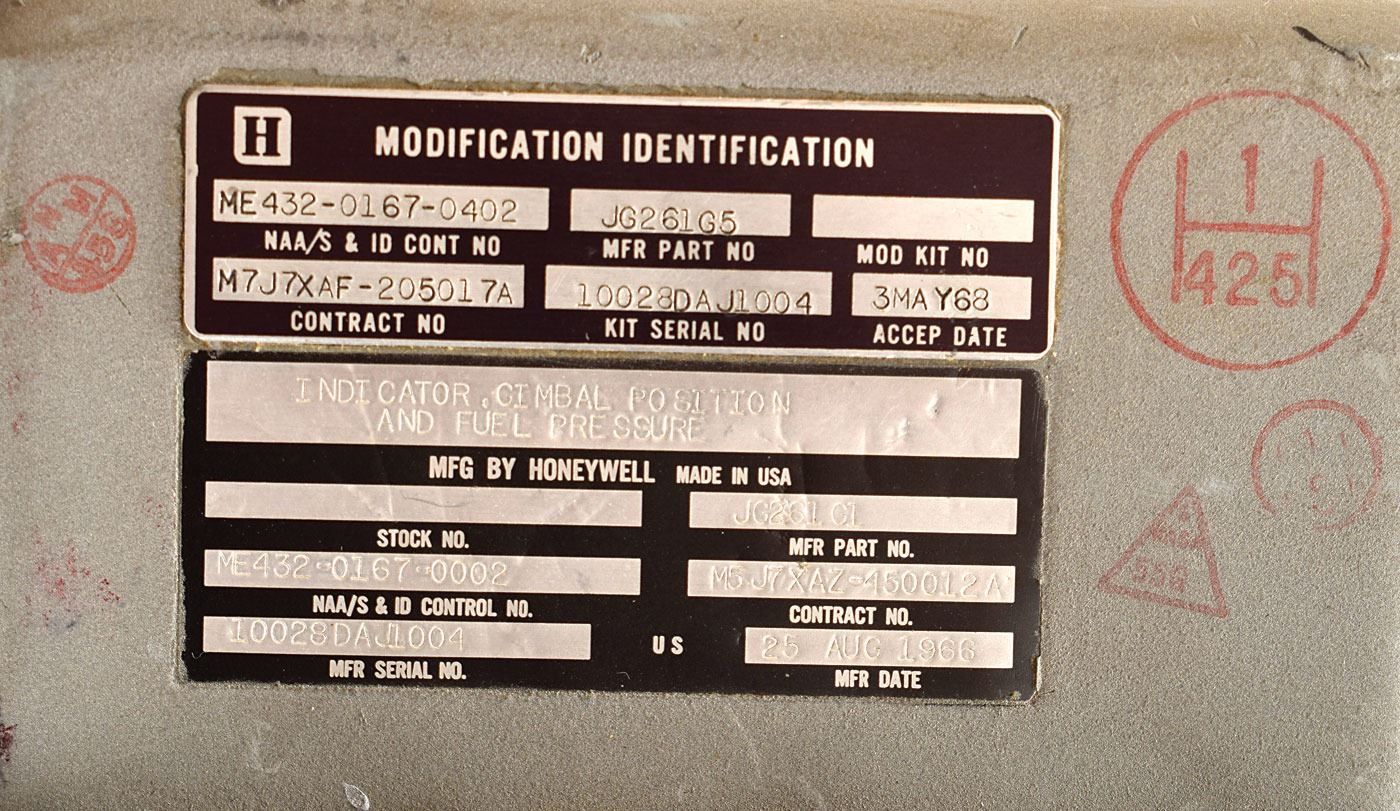 H MODIFICATION IDENTIFICATION
ME432-0167-0402 JG261G5
NAA/S & ID CONT NO MFR PART NO MOD KIT NO
M7J7XAF-205017A 10028DAJ1004 3MAY68
CONTRACT NO KIT SERIAL NO ACCEP DATE
INDICATOR, GIMBAL POSITION
AND FUEL PRESSURE
MFG BY HONEYWELL MADE IN USA
JG261C1
STOCK NO. MFR PART NO.
ME432-0167-0002 M5J7XAZ-450012A
NAA/S & ID CONTROL NO. CONTRACT NO.
10028DAJ1004 US 25 AUG 1966
MFR SERIAL NO. MFR DATE
1
425